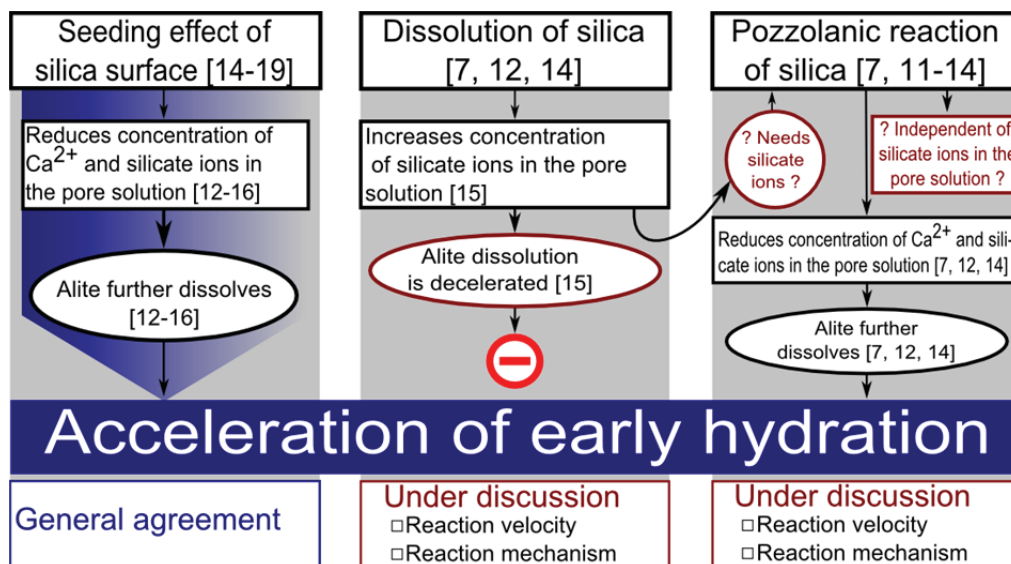 Seeding effect of
silica surface [14-19]
Reduces concentration of
Ca2+ and silicate ions in
the pore solution [12-16]
Alite further dissolves
[12-16]
Dissolution of silica
[7, 12, 14]
Increases concentration
of silicate ions in the pore
solution [15]
Alite dissolution
is decelerated [15]
Pozzolanic reaction
of silica [7, 11-14]
? Needs
silicate
ions ?
? Independent of
silicate ions in the
pore solution ?
Reduces concentration of Ca2+ and sili-
cate ions in the pore solution [7, 12, 14]
Alite further
dissolves [7, 12, 14]
Acceleration of early hydration
General agreement
Under discussion
□Reaction velocity
□Reaction mechanism
Under discussion
□Reaction velocity
□Reaction mechanism